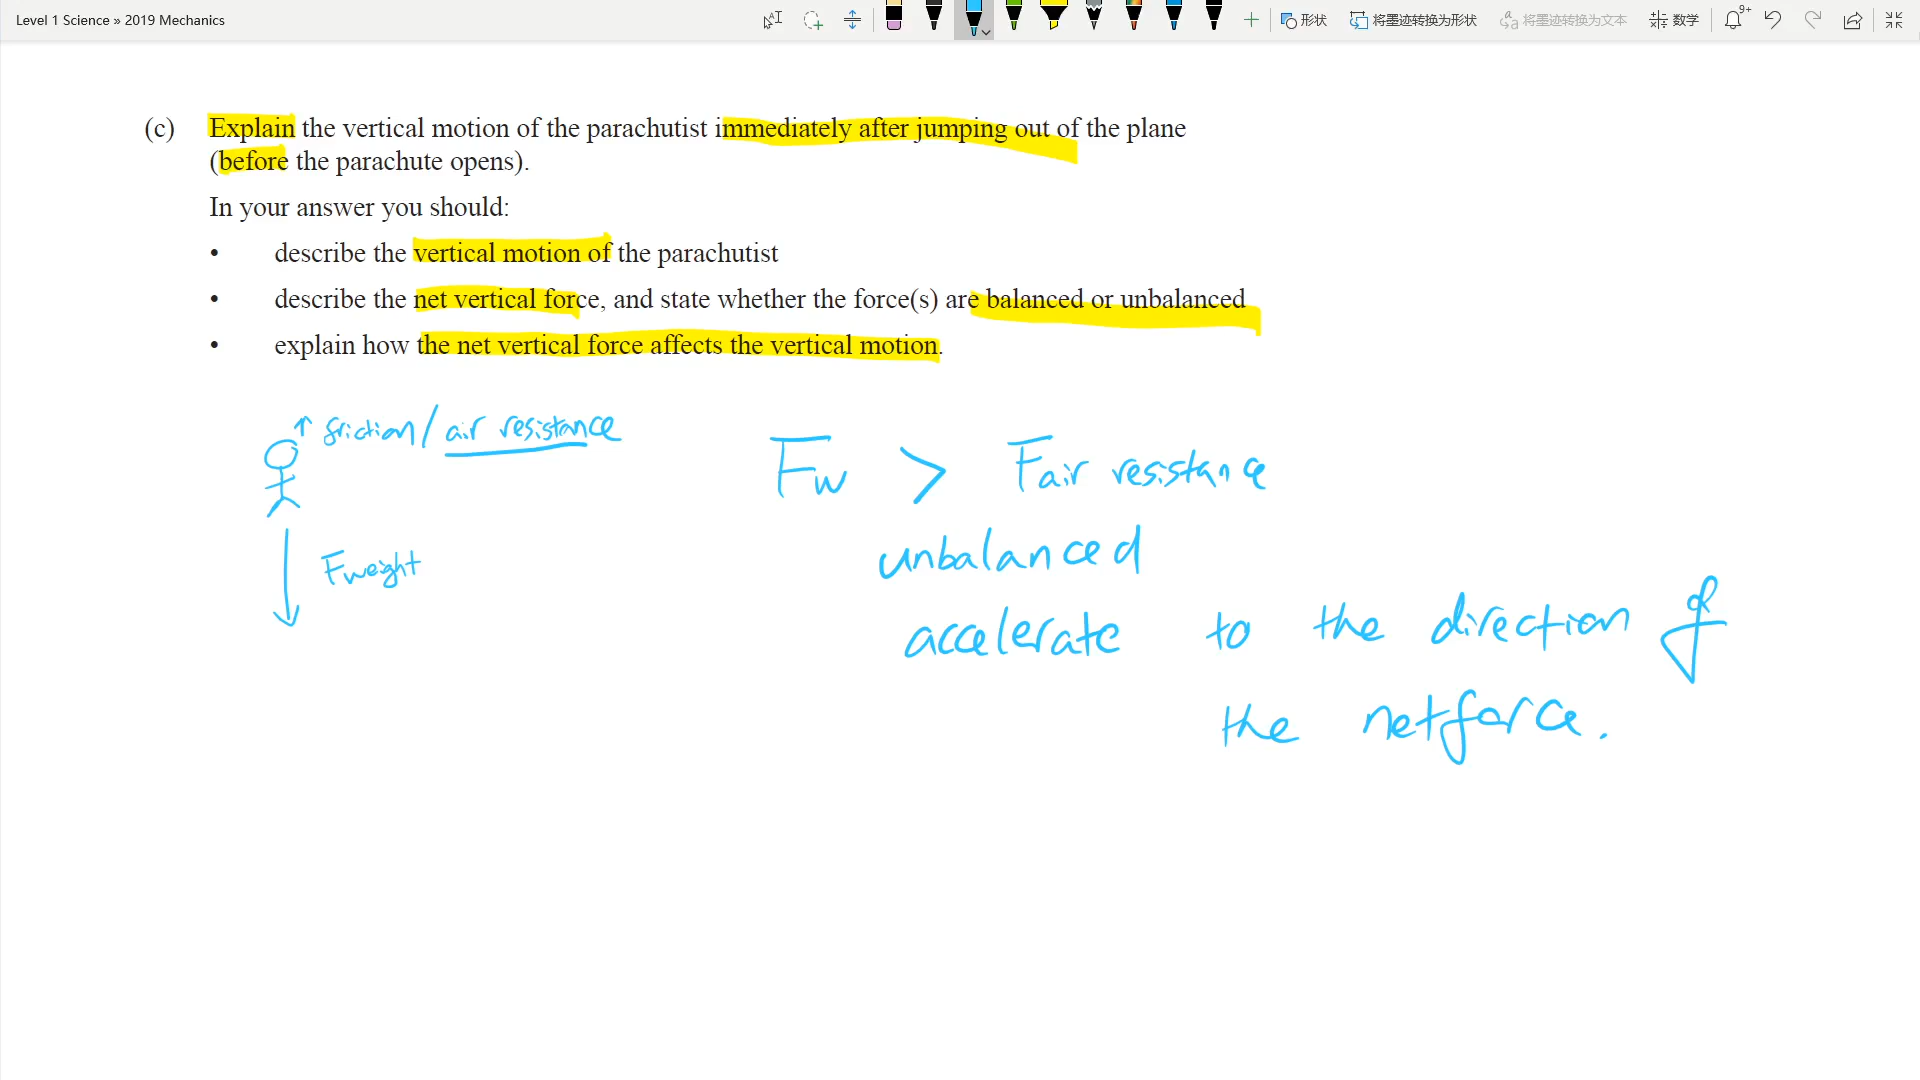 Level 1 Science » 2019 Mechanics
形状
将墨迹转换为形状
将墨迹转换为文本
数学
9+
(c) Explain the vertical motion of the parachutist immediately after jumping out of the plane
(before the parachute opens).
In your answer you should:
• describe the vertical motion of the parachutist
• describe the net vertical force, and state whether the force(s) are balanced or unbalanced
• explain how the net vertical force affects the vertical motion.
↑ friction / air resistance
Fw > Fair resistance
unbalanced
Fweight
accelerate to the direction of
the netforce.